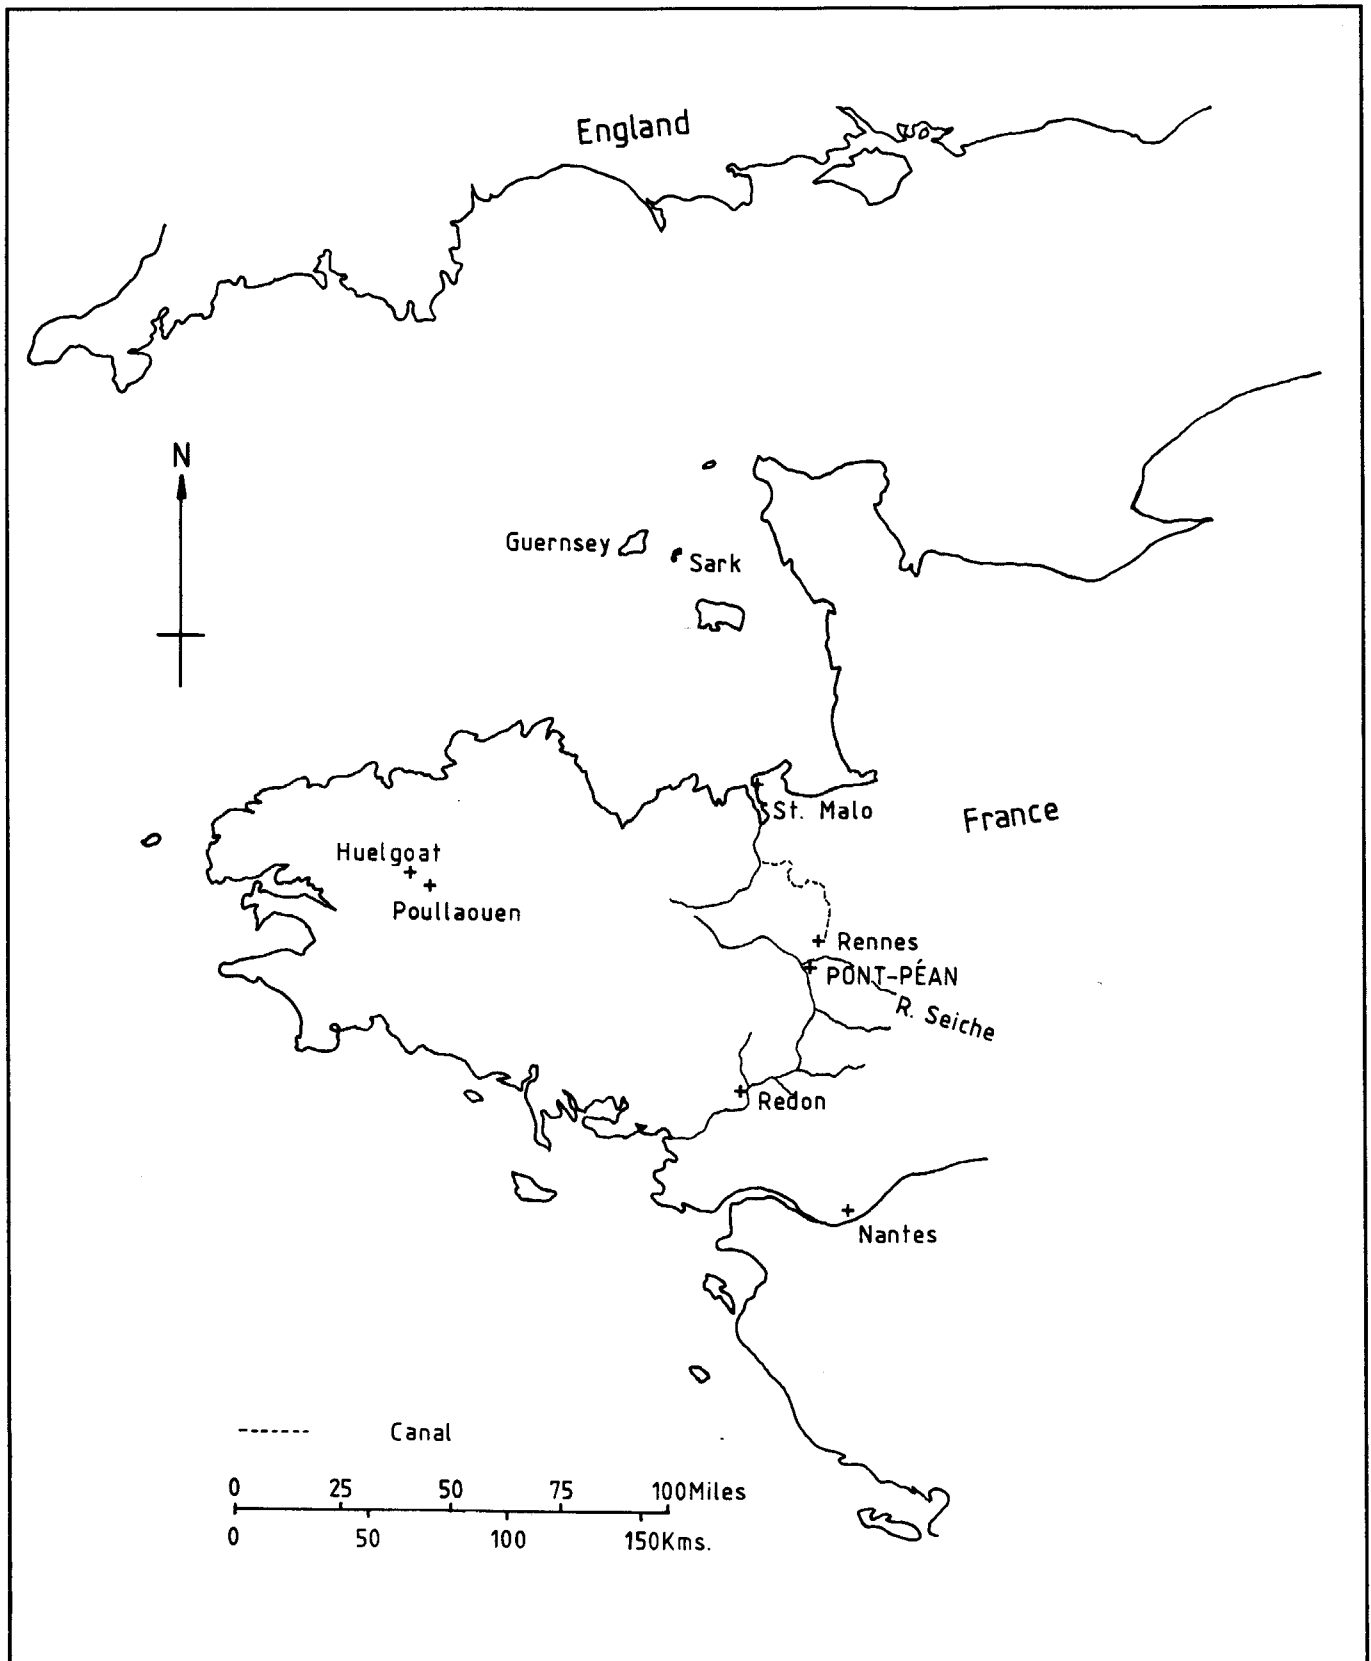 England
N
Guernsey
Sark
St. Malo
France
Huelgoat
Poullaouen
Rennes
PONT-PÉAN
R. Seiche
Redon
Nantes
Canal
0 25 50 75 100Miles
0 50 100 150Kms.